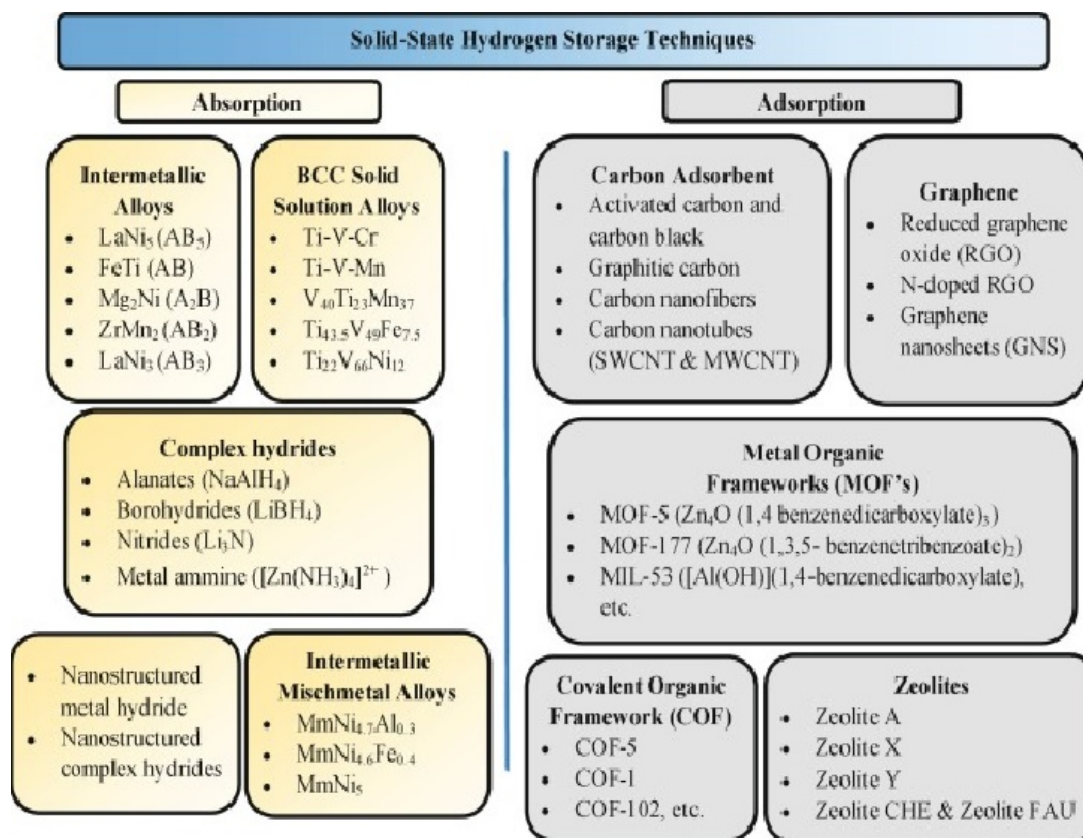 Solid-State Hydrogen Storage Techniques
Absorption
Intermetallic
Alloys
• LaNi₅ (AB₅)
• FeTi (AB)
• Mg₂Ni (A₂B)
• ZrMn₂ (AB₂)
• LaNi₃ (AB₃)
BCC Solid
Solution Alloys
• Ti-V-Cr
• Ti-V-Mn
• V₄₀Ti₂₃Mn₃₇
• Ti₄₃.₅V₄₉Fe₇.₅
• Ti₂₂V₆₆Ni₁₂
Complex hydrides
• Alanates (NaAlH₄)
• Borohydrides (LiBH₄)
• Nitrides (Li₃N)
• Metal ammine ([Zn(NH₃)₄]²⁺ )
• Nanostructured
metal hydride
• Nanostructured
complex hydrides
Intermetallic
Mischmetal Alloys
• MmNi₄.₇Al₀.₃
• MmNi₄.₆Fe₀.₄
• MmNi₅
Adsorption
Carbon Adsorbent
• Activated carbon and
carbon black
• Graphitic carbon
• Carbon nanofibers
• Carbon nanotubes
(SWCNT & MWCNT)
Graphene
• Reduced graphene
oxide (RGO)
• N-doped RGO
• Graphene
nanosheets (GNS)
Metal Organic
Frameworks (MOF's)
• MOF-5 (Zn₄O (1,4 benzenedicarboxylate)₃)
• MOF-177 (Zn₄O (1,3,5- benzenetribenzoate)₂)
• MIL-53 ([Al(OH)](1,4-benzenedicarboxylate),
etc.
Covalent Organic
Framework (COF)
• COF-5
• COF-1
• COF-102, etc.
Zeolites
• Zeolite A
• Zeolite X
• Zeolite Y
• Zeolite CHE & Zeolite FAU